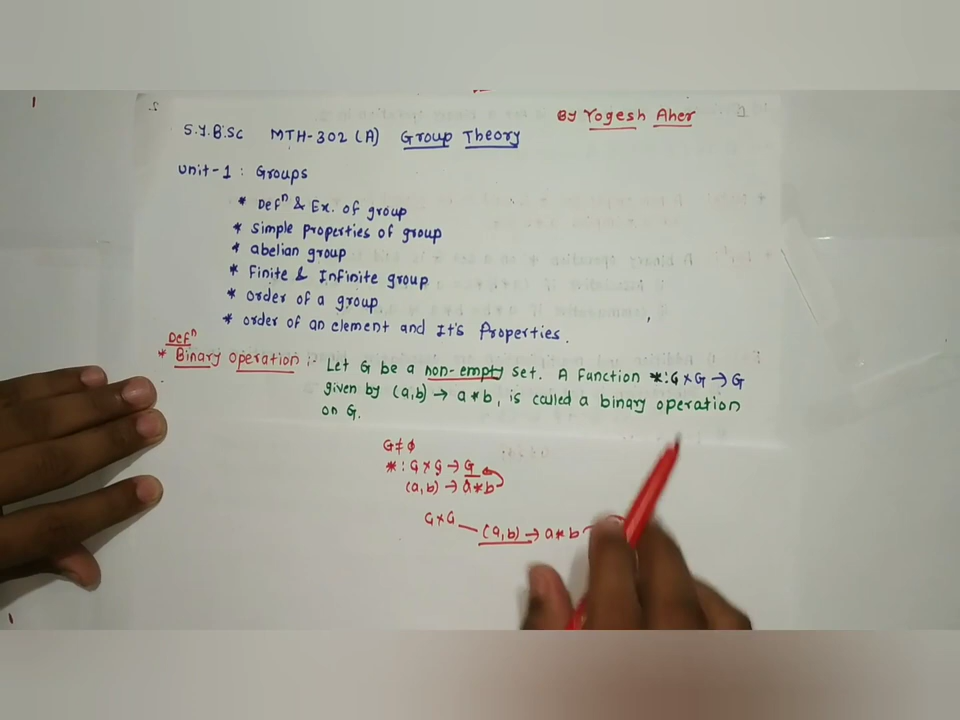 By Yogesh Aher
S.Y.B.Sc MTH-302(A) Group Theory
Unit-1 : Groups
* Defⁿ & Ex. of group
* Simple properties of group
* abelian group
* Finite & Infinite group
* order of a group
* order of an element and It's Properties.
Defⁿ
* Binary operation :- Let G be a non-empty set. A Function *:G×G→G
given by (a,b) → a*b, is called a binary operation
on G.
G≠ϕ
*: G×G→G
(a,b) → a*b
G×G — (a,b) → a*b